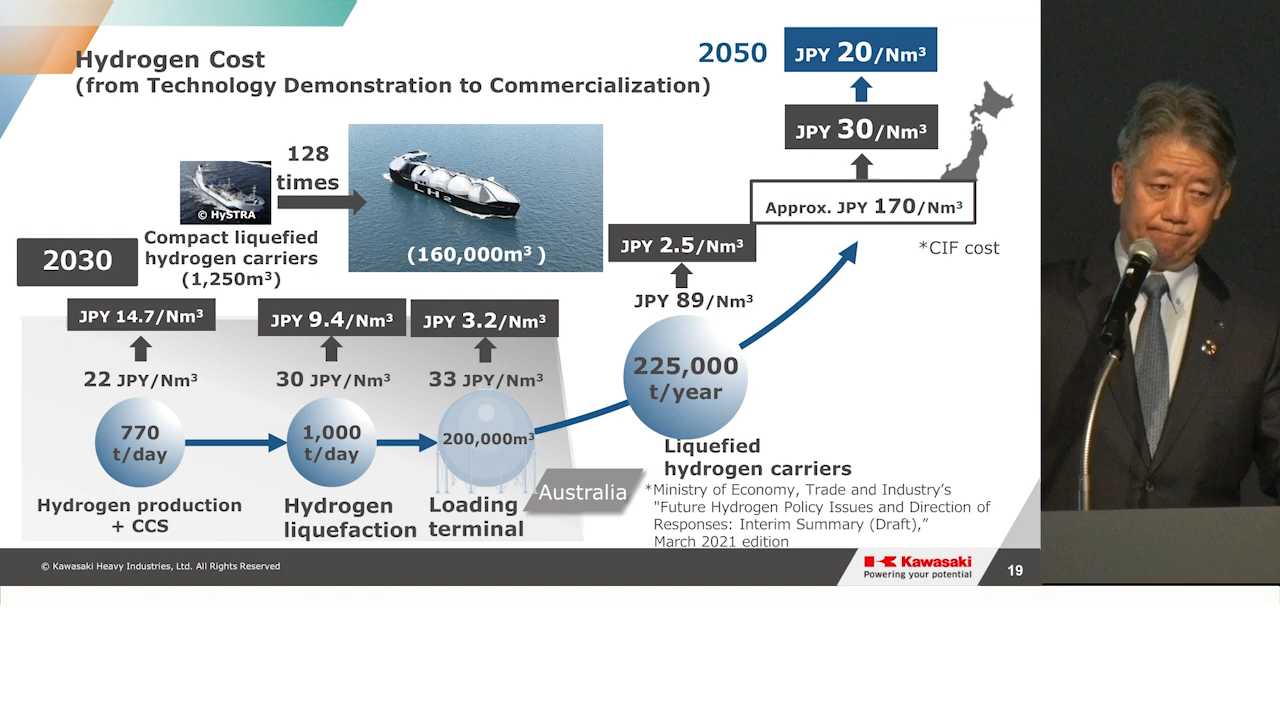 Hydrogen Cost
(from Technology Demonstration to Commercialization)
2050
JPY 20/Nm³
JPY 30/Nm³
Approx. JPY 170/Nm³
*CIF cost
128
times
© HySTRA
LH2
(160,000m³ )
Compact liquefied
hydrogen carriers
(1,250m³)
2030
JPY 14.7/Nm³
JPY 9.4/Nm³
JPY 3.2/Nm³
JPY 2.5/Nm³
22 JPY/Nm³
30 JPY/Nm³
33 JPY/Nm³
JPY 89/Nm³
770
t/day
1,000
t/day
200,000m³
225,000
t/year
Hydrogen production
+ CCS
Hydrogen
liquefaction
Loading
terminal
Australia
Liquefied
hydrogen carriers
*Ministry of Economy, Trade and Industry’s
"Future Hydrogen Policy Issues and Direction of
Responses: Interim Summary (Draft),”
March 2021 edition
© Kawasaki Heavy Industries, Ltd. All Rights Reserved
Kawasaki
Powering your potential
19